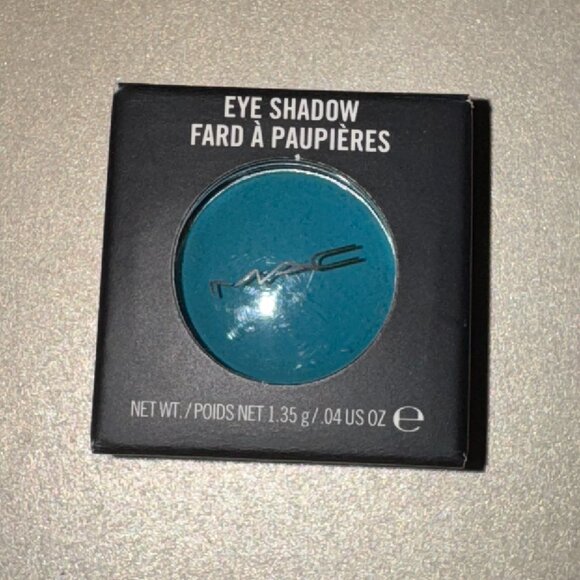 EYE SHADOW
FARD À PAUPIÈRES
MAC
NET WT./POIDS NET 1.35 g/.04 US OZ ℮